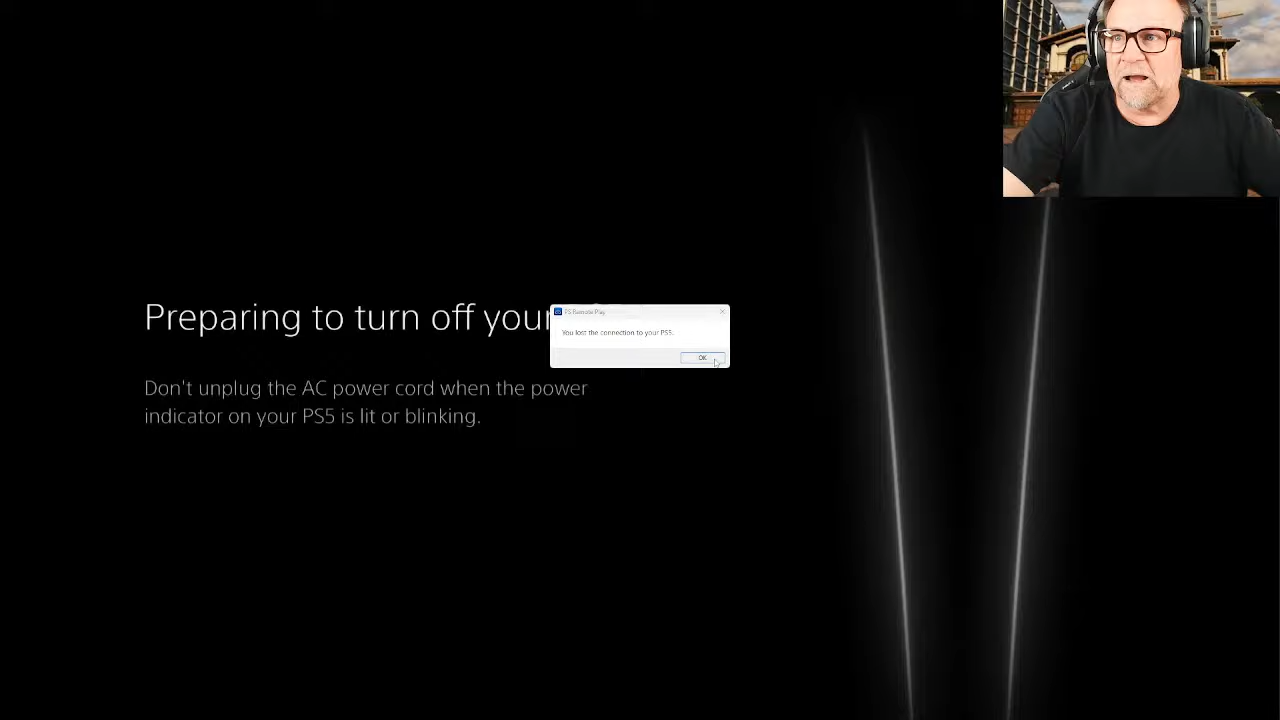 Preparing to turn off your
PS Remote Play
You lost the connection to your PS5.
OK
Don't unplug the AC power cord when the power
indicator on your PS5 is lit or blinking.